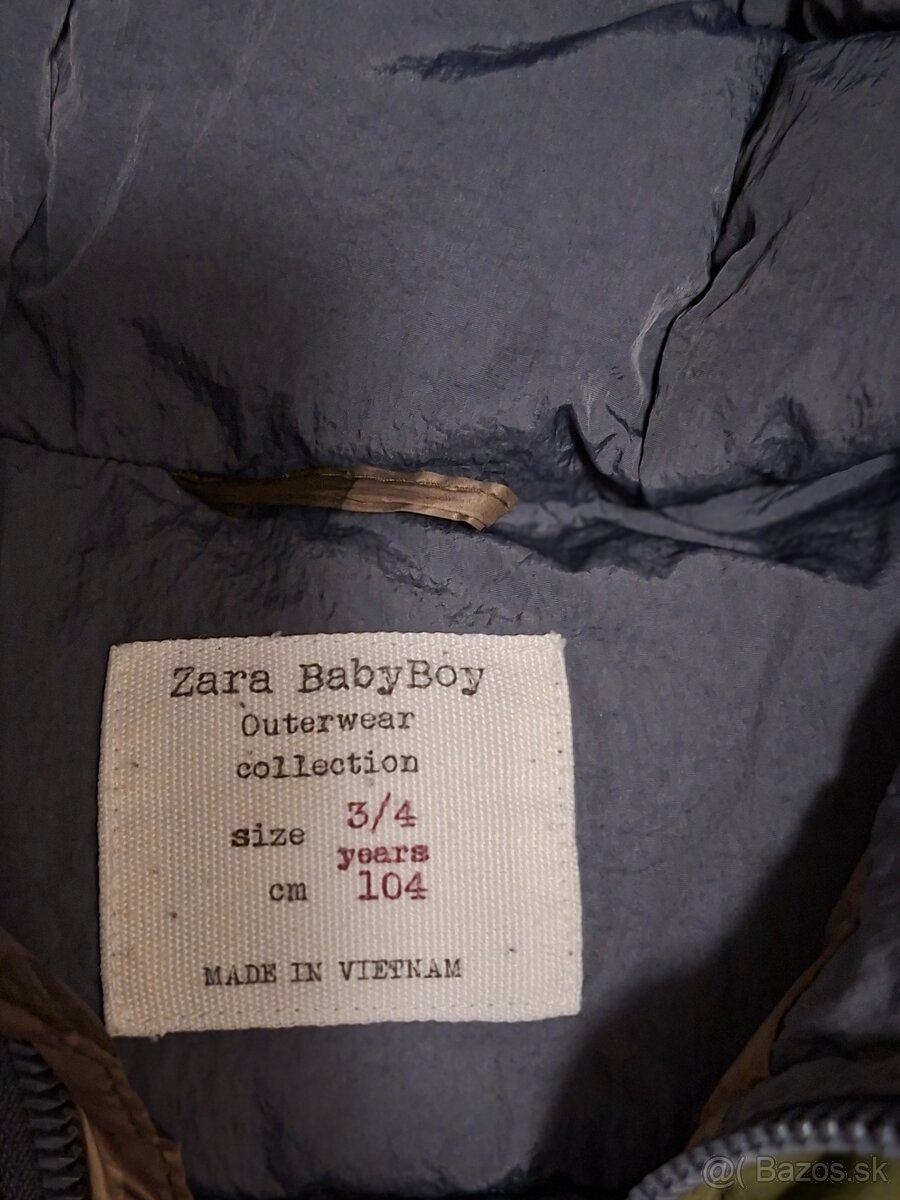 Zara BabyBoy
Outerwear
collection
size 3/4
years
cm 104
MADE IN VIETNAM
@( Bazos.sk